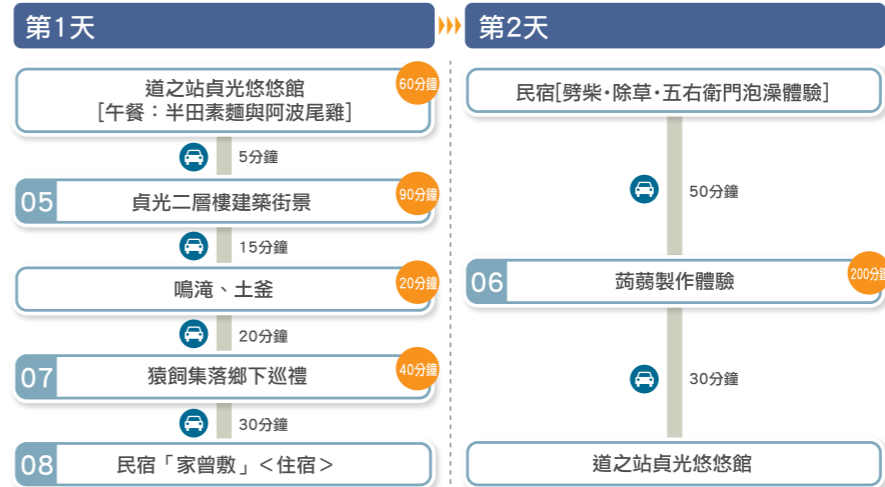 第1天
道之站貞光悠悠館
[午餐：半田素麵與阿波尾雞]
60分鐘
5分鐘
05 貞光二層樓建築街景
90分鐘
15分鐘
鳴滝、土釜
20分鐘
20分鐘
07 猿飼集落鄉下巡禮
40分鐘
30分鐘
08 民宿「家曾敷」＜住宿＞
第2天
民宿[劈柴･除草･五右衛門泡澡體驗]
50分鐘
06 蒟蒻製作體驗
200分鐘
30分鐘
道之站貞光悠悠館